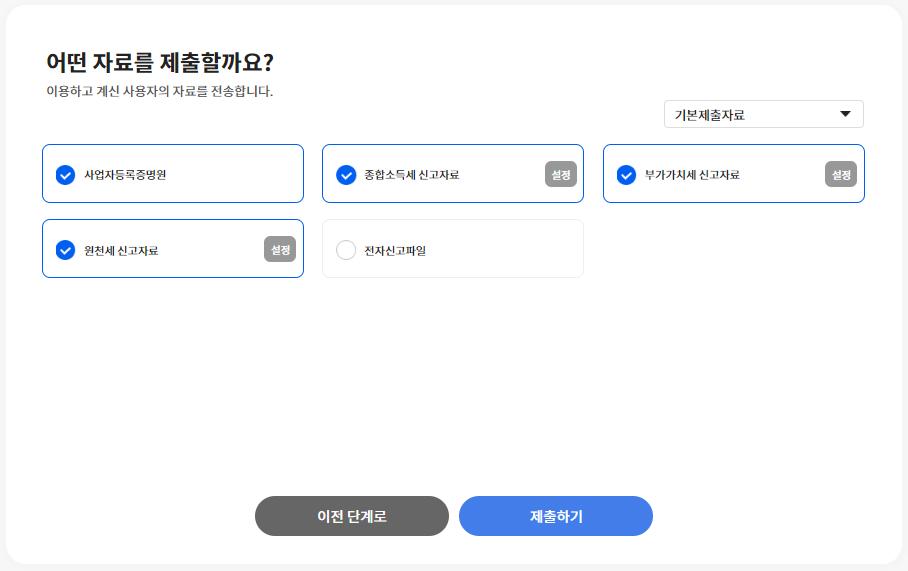 어떤 자료를 제출할까요?
이용하고 계신 사용자의 자료를 전송합니다.
기본제출자료
사업자등록증명원
종합소득세 신고자료
설정
부가가치세 신고자료
설정
원천세 신고자료
설정
전자신고파일
이전 단계로
제출하기